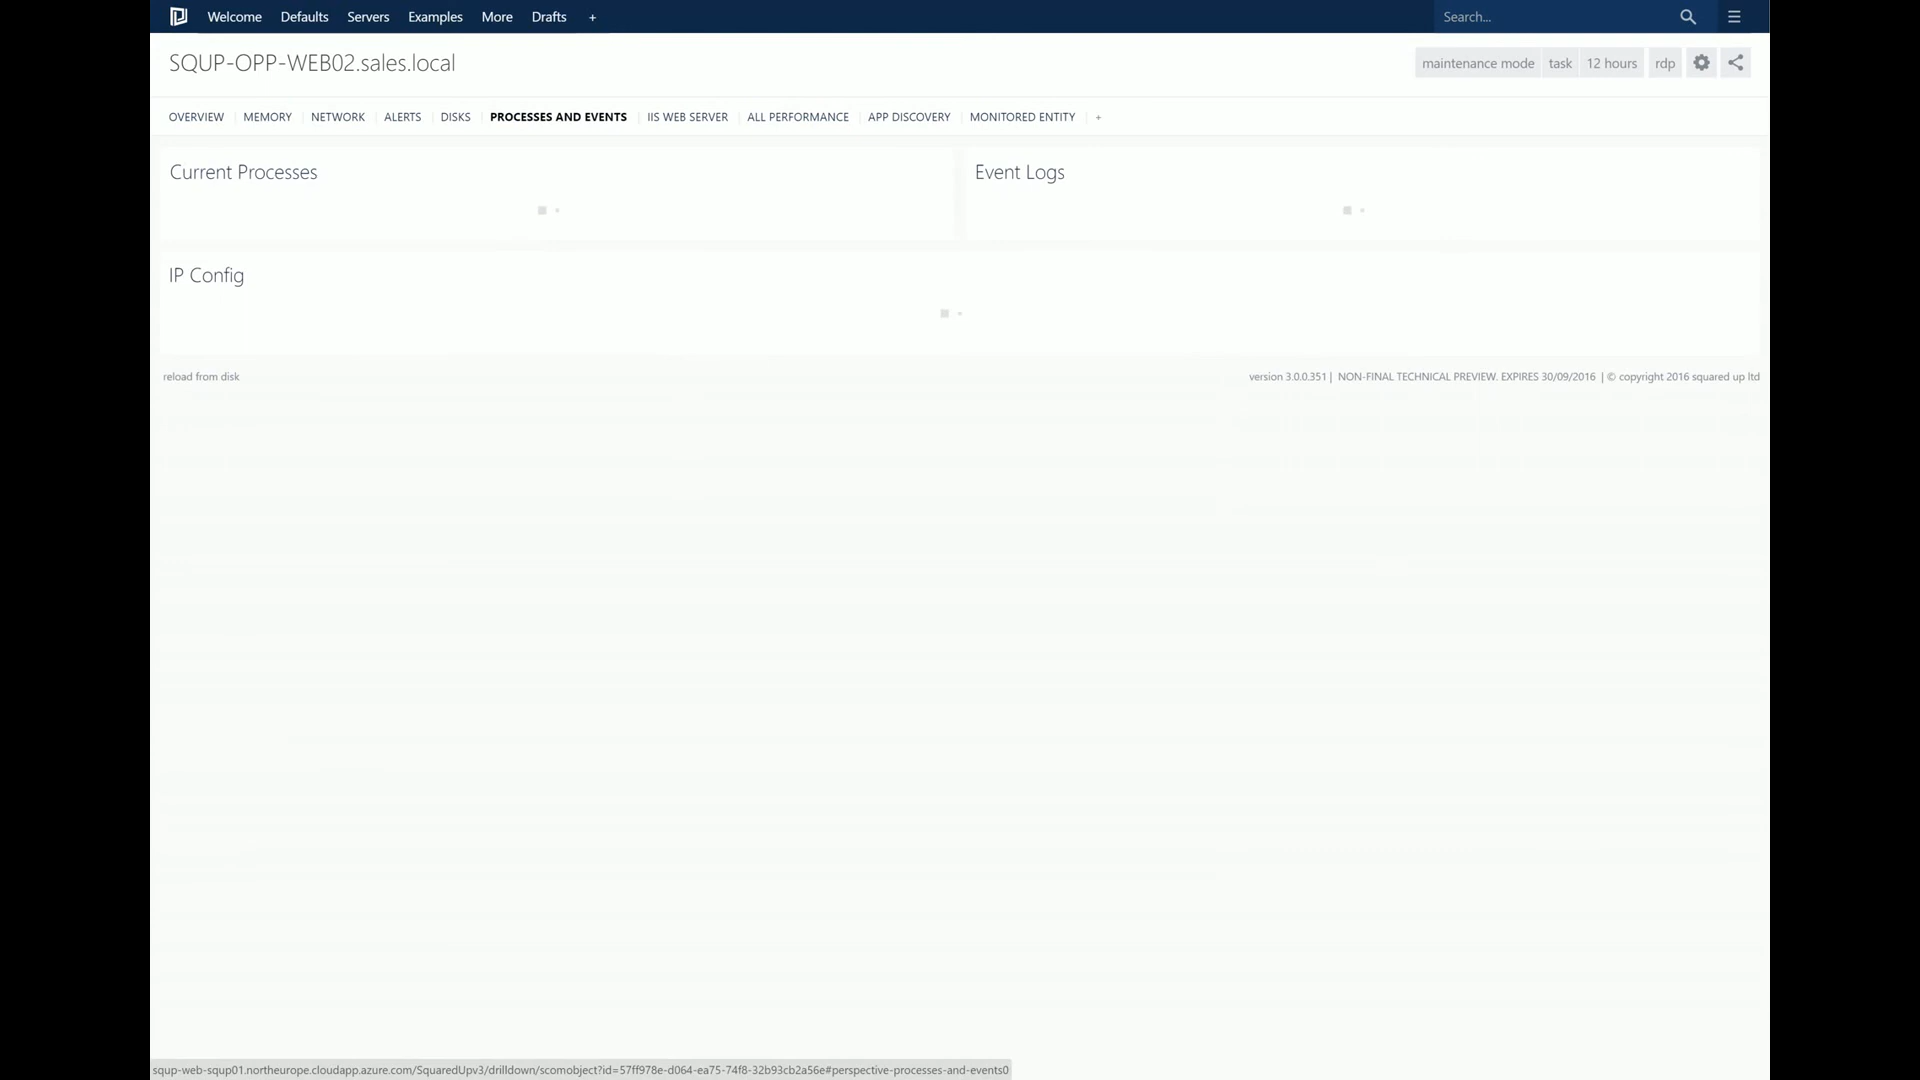 Welcome Defaults Servers Examples More Drafts + Search...
SQUP-OPP-WEB02.sales.local maintenance mode task 12 hours rdp
OVERVIEW MEMORY NETWORK ALERTS DISKS PROCESSES AND EVENTS IIS WEB SERVER ALL PERFORMANCE APP DISCOVERY MONITORED ENTITY +
Current Processes Event Logs
IP Config
reload from disk version 3.0.0.351 | NON-FINAL TECHNICAL PREVIEW. EXPIRES 30/09/2016 | © copyright 2016 squared up ltd
squp-web-squp01.northeurope.cloudapp.azure.com/SquaredUpv3/drilldown/scomobject?id=57ff978e-d064-ea75-74f8-32b93cb2a56e#perspective-processes-and-events0